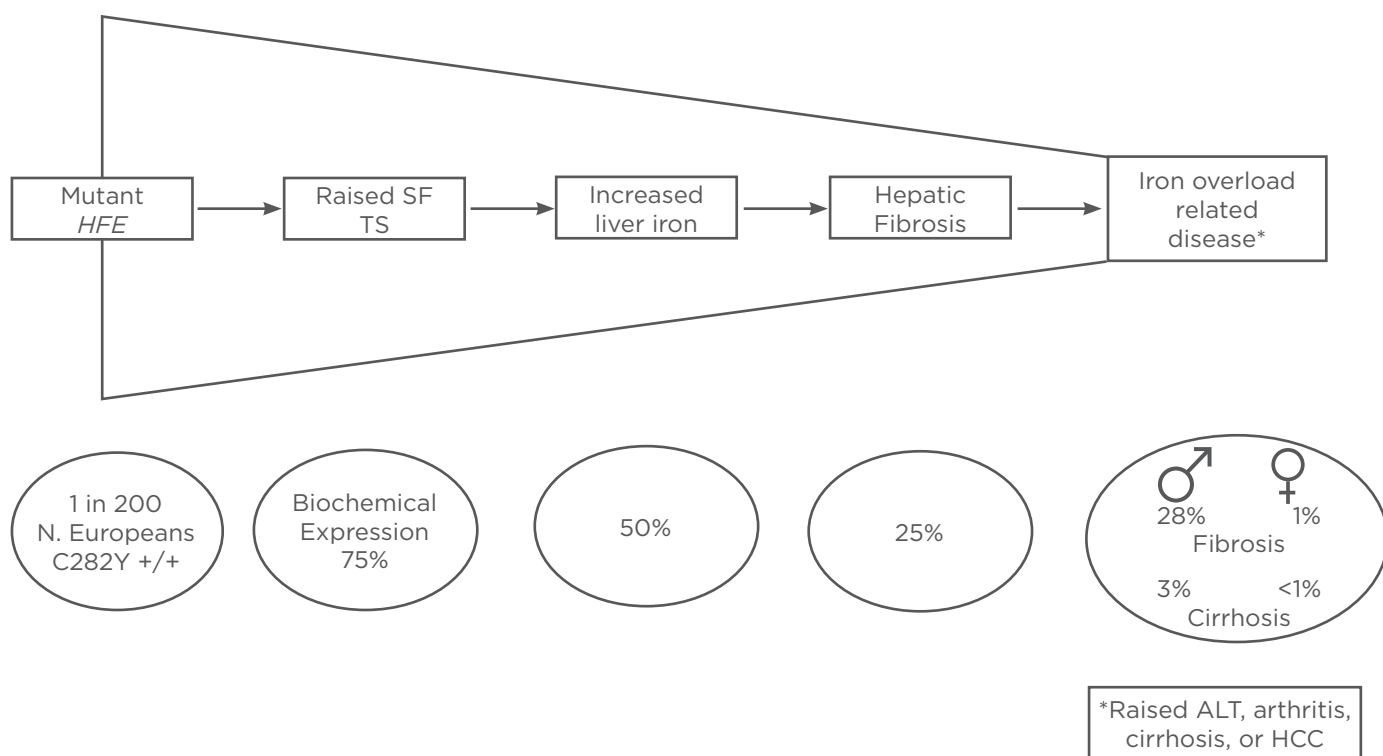 Mutant
HFE
Raised SF
TS
Increased
liver iron
Hepatic
Fibrosis
Iron overload
related
disease*
1 in 200
N. Europeans
C282Y +/+
Biochemical
Expression
75%
50%
25%
♂ ♀
28% 1%
Fibrosis
3% <1%
Cirrhosis
*Raised ALT, arthritis,
cirrhosis, or HCC